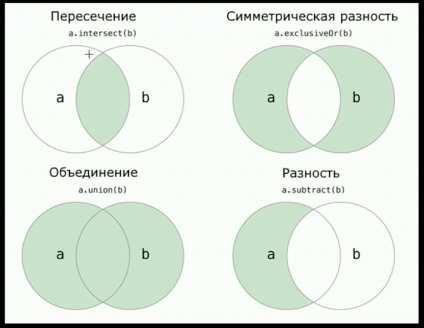 Пересечение
a.intersect(b)
a b
Симметрическая разность
a.exclusiveOr(b)
a b
Объединение
a.union(b)
a b
Разность
a.subtract(b)
a b